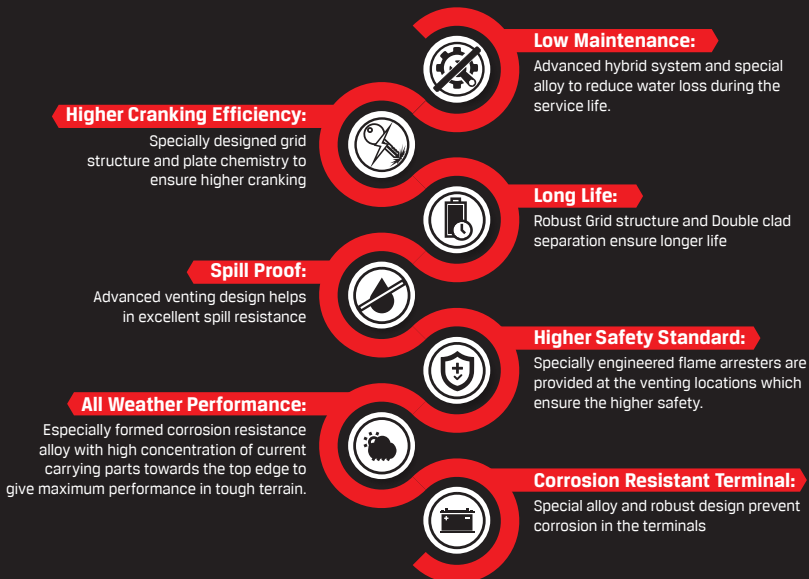 Low Maintenance:
Advanced hybrid system and special
alloy to reduce water loss during the
service life.
Higher Cranking Efficiency:
Specially designed grid
structure and plate chemistry to
ensure higher cranking
Long Life:
Robust Grid structure and Double clad
separation ensure longer life
Spill Proof:
Advanced venting design helps
in excellent spill resistance
Higher Safety Standard:
Specially engineered flame arresters are
provided at the venting locations which
ensure the higher safety.
All Weather Performance:
Especially formed corrosion resistance
alloy with high concentration of current
carrying parts towards the top edge to
give maximum performance in tough terrain.
Corrosion Resistant Terminal:
Special alloy and robust design prevent
corrosion in the terminals